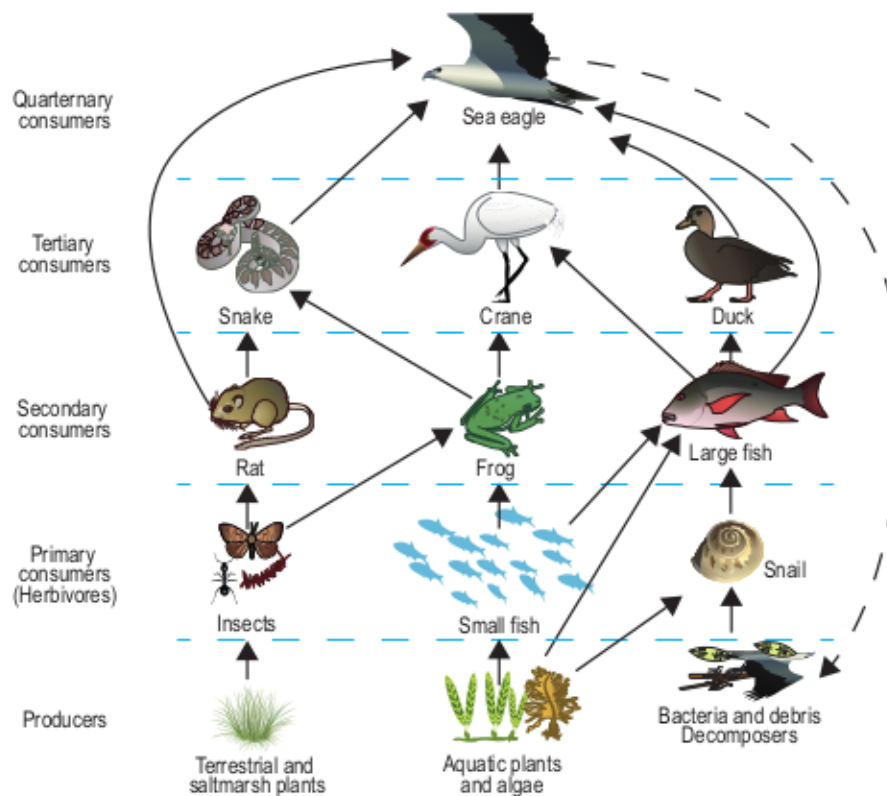 Quarternary
consumers
Sea eagle
Tertiary
consumers
Snake
Crane
Duck
Secondary
consumers
Rat
Frog
Large fish
Primary
consumers
(Herbivores)
Insects
Small fish
Snail
Producers
Terrestrial and
saltmarsh plants
Aquatic plants
and algae
Bacteria and debris
Decomposers